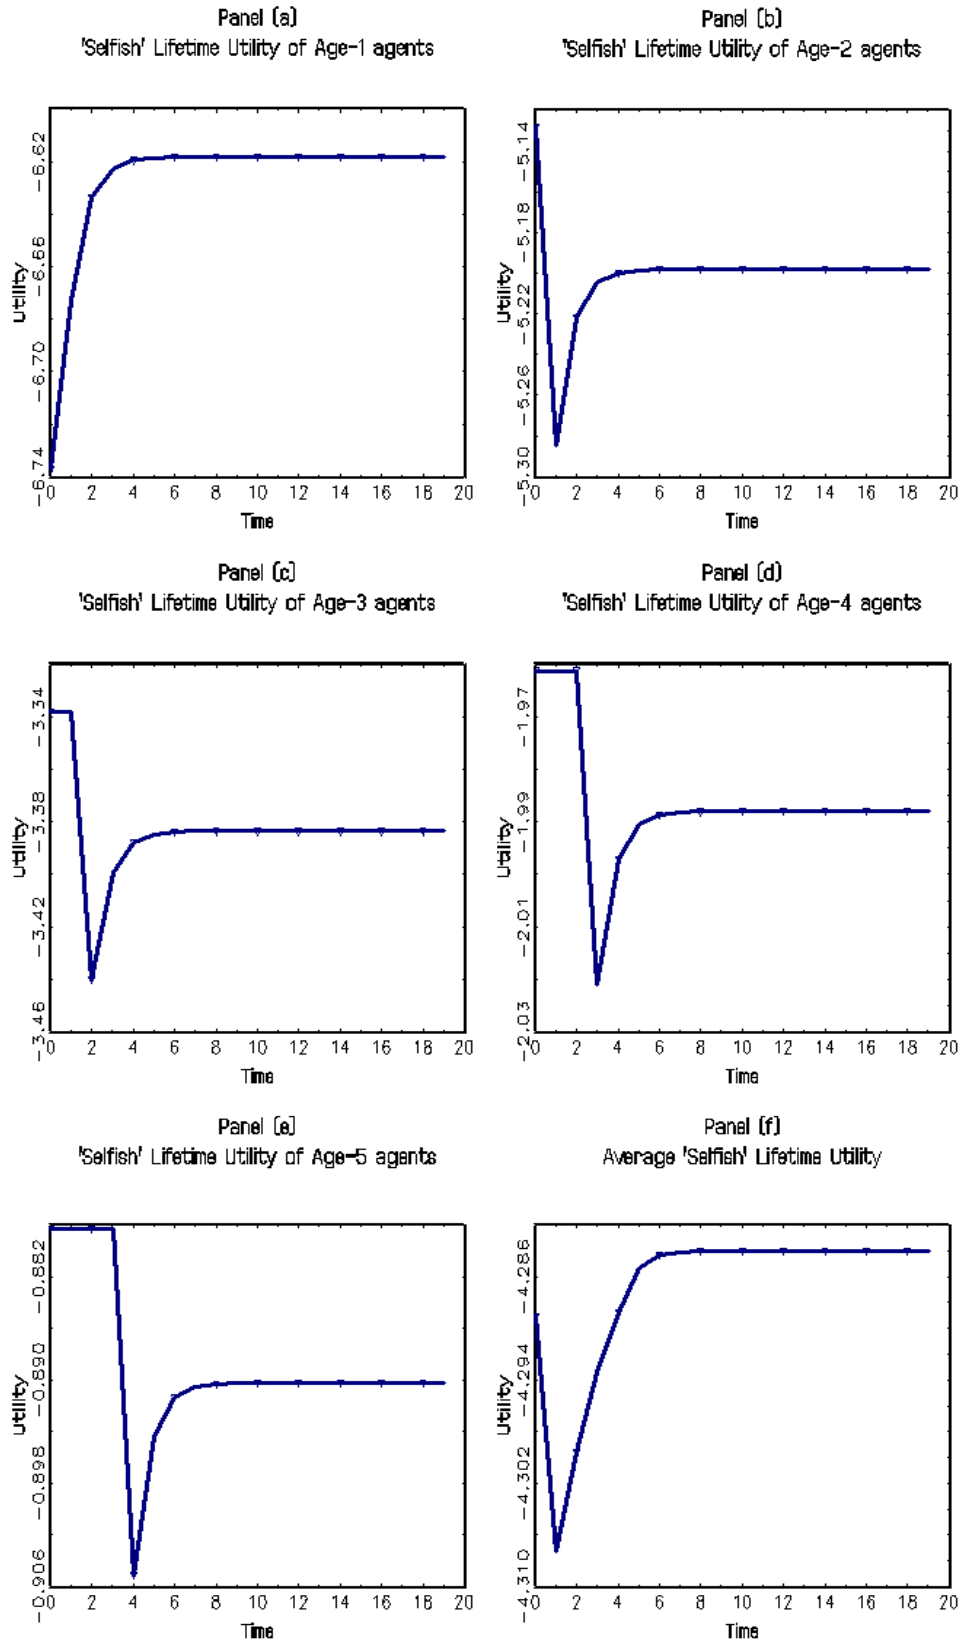 Panel (a)
'Selfish' Lifetime Utility of Age-1 agents
Utility
-6.62
-6.66
-6.70
-6.74
0 2 4 6 8 10 12 14 16 18 20
Time
Panel (b)
'Selfish' Lifetime Utility of Age-2 agents
Utility
-5.14
-5.18
-5.22
-5.26
-5.30
0 2 4 6 8 10 12 14 16 18 20
Time
Panel (c)
'Selfish' Lifetime Utility of Age-3 agents
Utility
-3.34
-3.38
-3.42
-3.46
0 2 4 6 8 10 12 14 16 18 20
Time
Panel (d)
'Selfish' Lifetime Utility of Age-4 agents
Utility
-1.97
-1.99
-2.01
-2.03
0 2 4 6 8 10 12 14 16 18 20
Time
Panel (e)
'Selfish' Lifetime Utility of Age-5 agents
Utility
-0.882
-0.890
-0.898
-0.906
0 2 4 6 8 10 12 14 16 18 20
Time
Panel (f)
Average 'Selfish' Lifetime Utility
Utility
-4.286
-4.294
-4.302
-4.310
0 2 4 6 8 10 12 14 16 18 20
Time